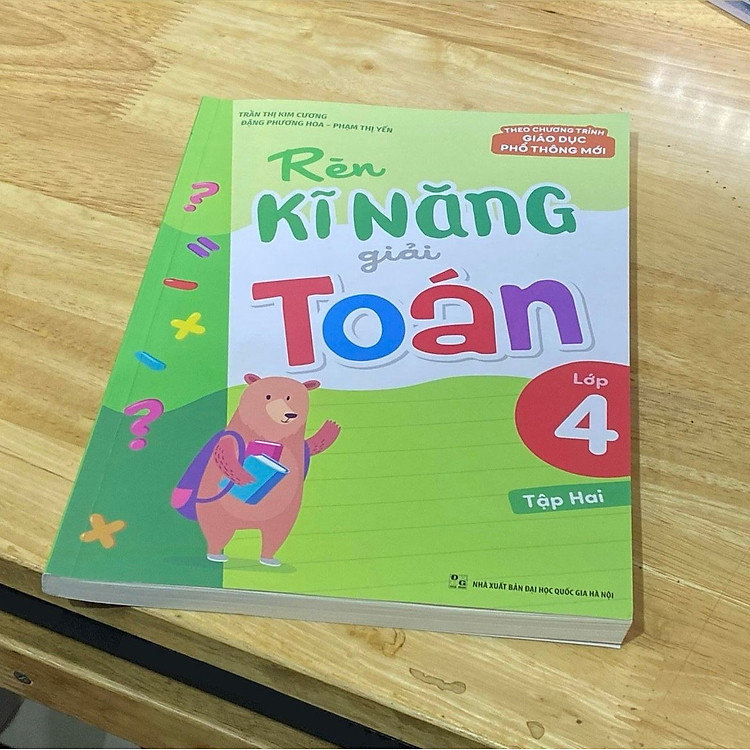 TRẦN THỊ KIM CƯƠNG
ĐẶNG PHƯƠNG HOA – PHẠM THỊ YẾN
THEO CHƯƠNG TRÌNH
GIÁO DỤC
PHỔ THÔNG MỚI
Rèn
KĨ NĂNG
giải
Toán
Lớp
4
Tập Hai
NHÀ XUẤT BẢN ĐẠI HỌC QUỐC GIA HÀ NỘI